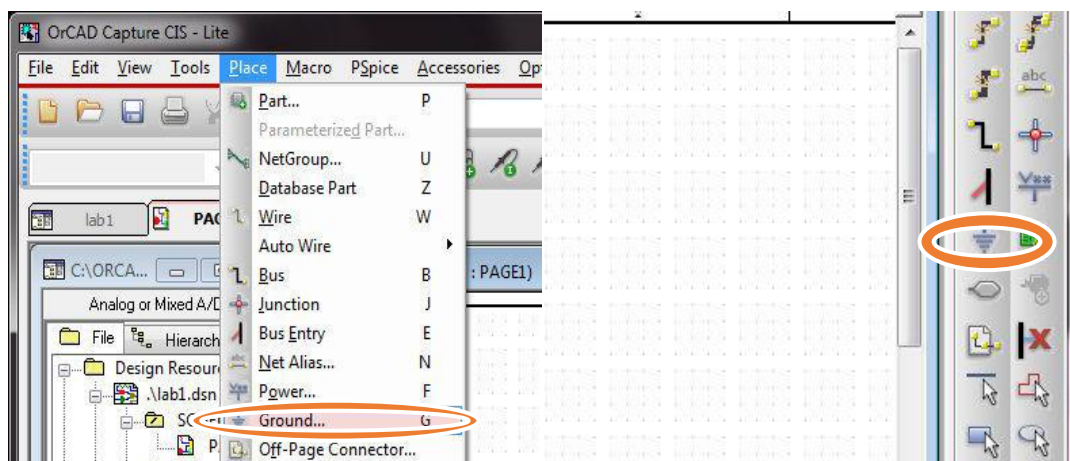 OrCAD Capture CIS - Lite
File Edit View Tools Place Macro PSpice Accessories
Part... P
Parameterized Part...
NetGroup... U
Database Part Z
Wire W
Auto Wire
Bus B
Junction J
Bus Entry E
Net Alias... N
Power... F
Ground... G
Off-Page Connector...
lab1
C:\ORCA...
: PAGE1)
Analog or Mixed A/D
File Hierarch
Design Resour
.\lab1.dsn
abc